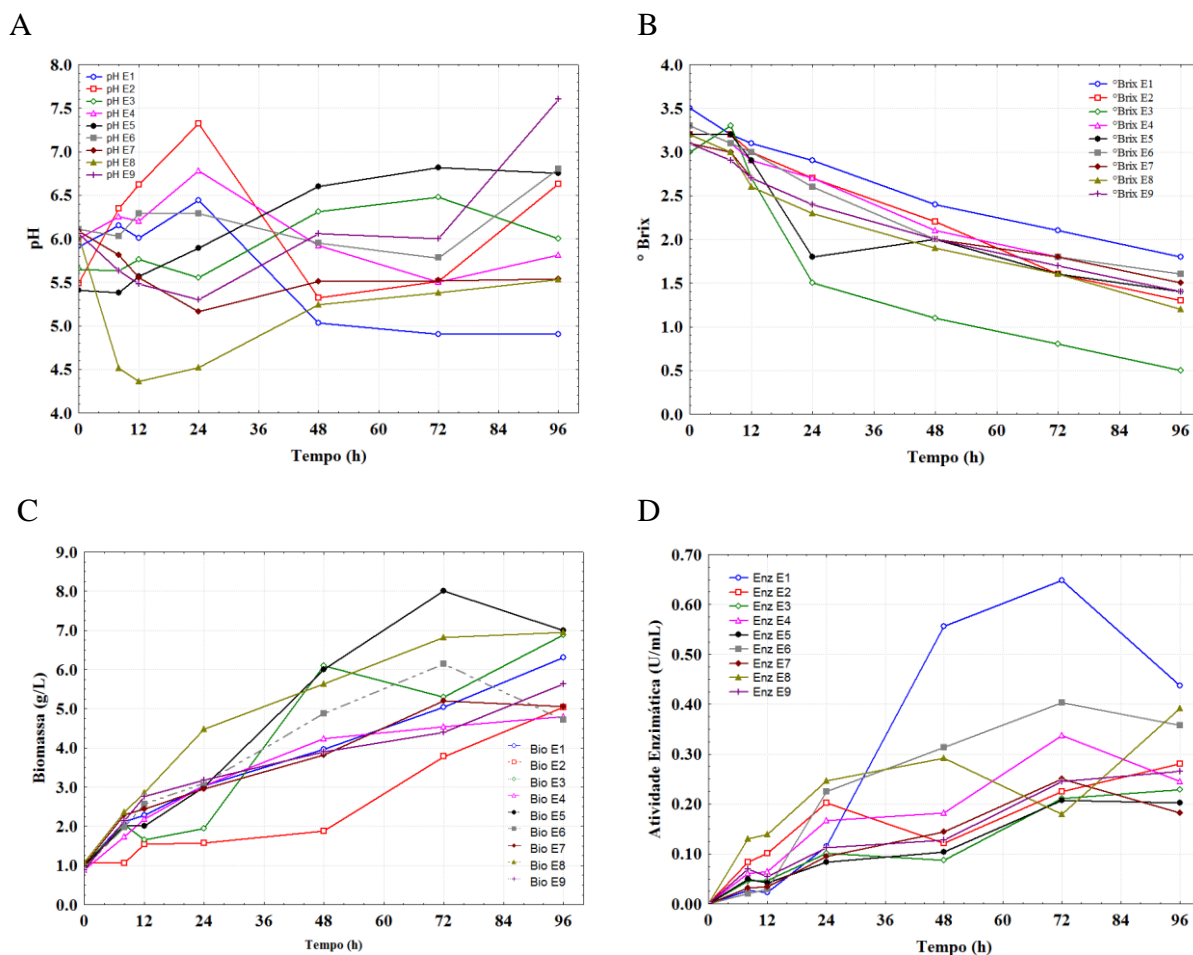 A
8.0
7.5
7.0
6.5
6.0
5.5
5.0
4.5
4.0
pH
pH E1
pH E2
pH E3
pH E4
pH E5
pH E6
pH E7
pH E8
pH E9
0 12 24 36 48 60 72 84 96
Tempo (h)
B
4.0
3.5
3.0
2.5
2.0
1.5
1.0
0.5
0.0
° Brix
°Brix E1
°Brix E2
°Brix E3
°Brix E4
°Brix E5
°Brix E6
°Brix E7
°Brix E8
°Brix E9
0 12 24 36 48 60 72 84 96
Tempo (h)
C
9.0
8.0
7.0
6.0
5.0
4.0
3.0
2.0
1.0
0.0
Biomassa (g/L)
Bio E1
Bio E2
Bio E3
Bio E4
Bio E5
Bio E6
Bio E7
Bio E8
Bio E9
0 12 24 36 48 60 72 84 96
Tempo (h)
D
0.70
0.60
0.50
0.40
0.30
0.20
0.10
0.00
Atividade Enzimática (U/mL)
Enz E1
Enz E2
Enz E3
Enz E4
Enz E5
Enz E6
Enz E7
Enz E8
Enz E9
0 12 24 36 48 60 72 84 96
Tempo (h)